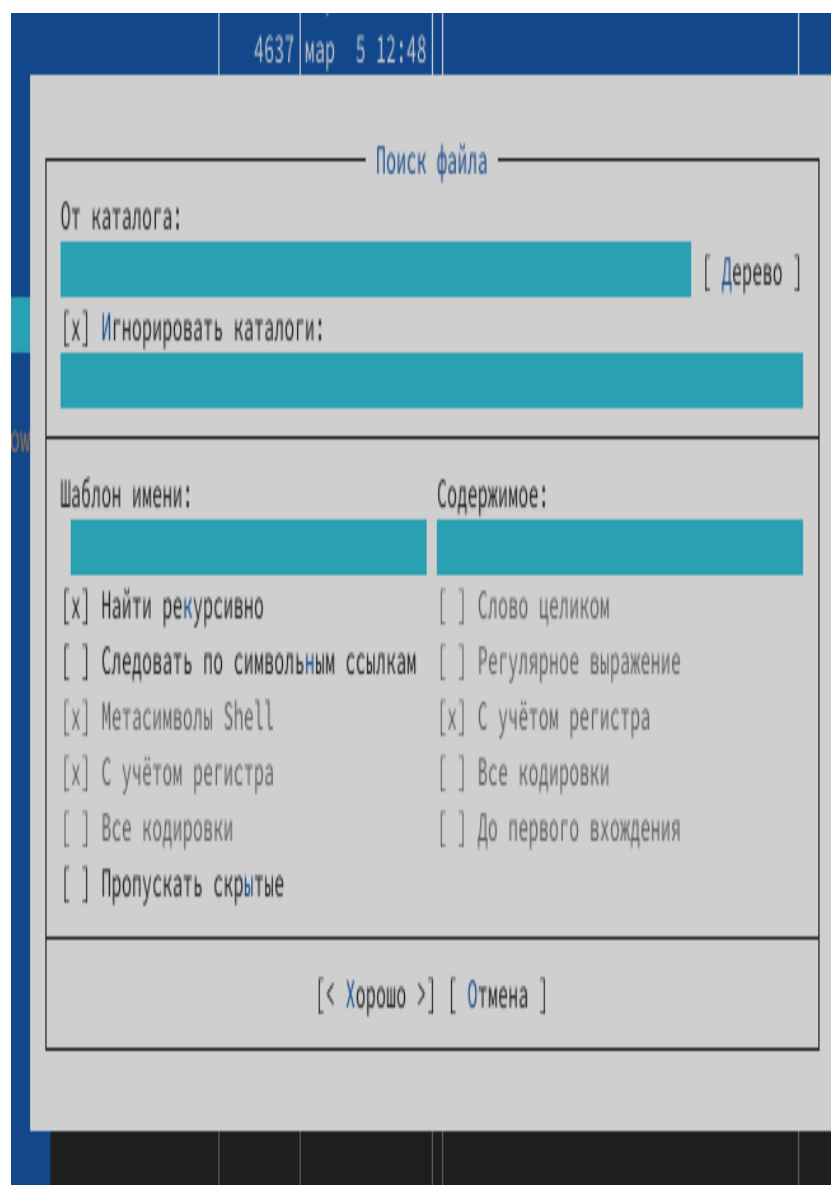 4637 мар 5 12:48
Поиск файла
От каталога:
[ Дерево ]
[x] Игнорировать каталоги:
ow
Шаблон имени:
Содержимое:
[x] Найти рекурсивно
[ ] Слово целиком
[ ] Следовать по символьным ссылкам
[ ] Регулярное выражение
[x] Метасимволы Shell
[x] С учётом регистра
[x] С учётом регистра
[ ] Все кодировки
[ ] Все кодировки
[ ] До первого вхождения
[ ] Пропускать скрытые
[< Хорошо >] [ Отмена ]